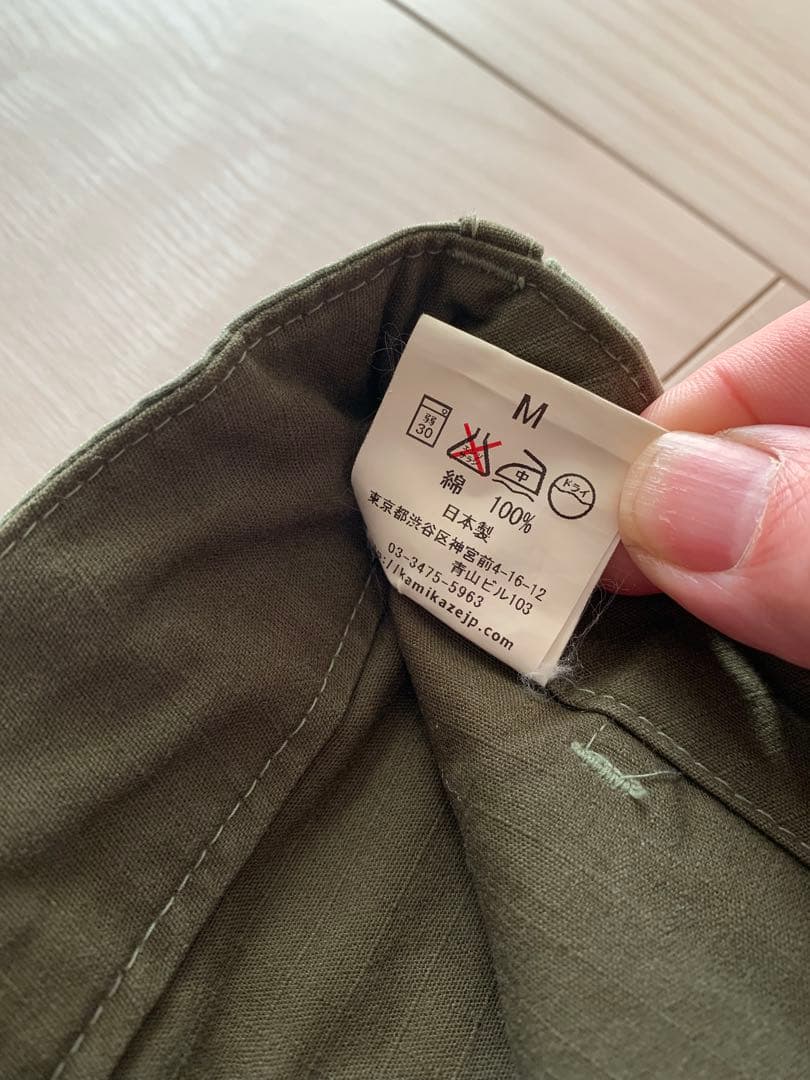 M
弱
30
中
ドライ
綿 100%
日本製
東京都渋谷区神宮前4-16-12
青山ビル103
03-3475-5963
//kamikazejp.com